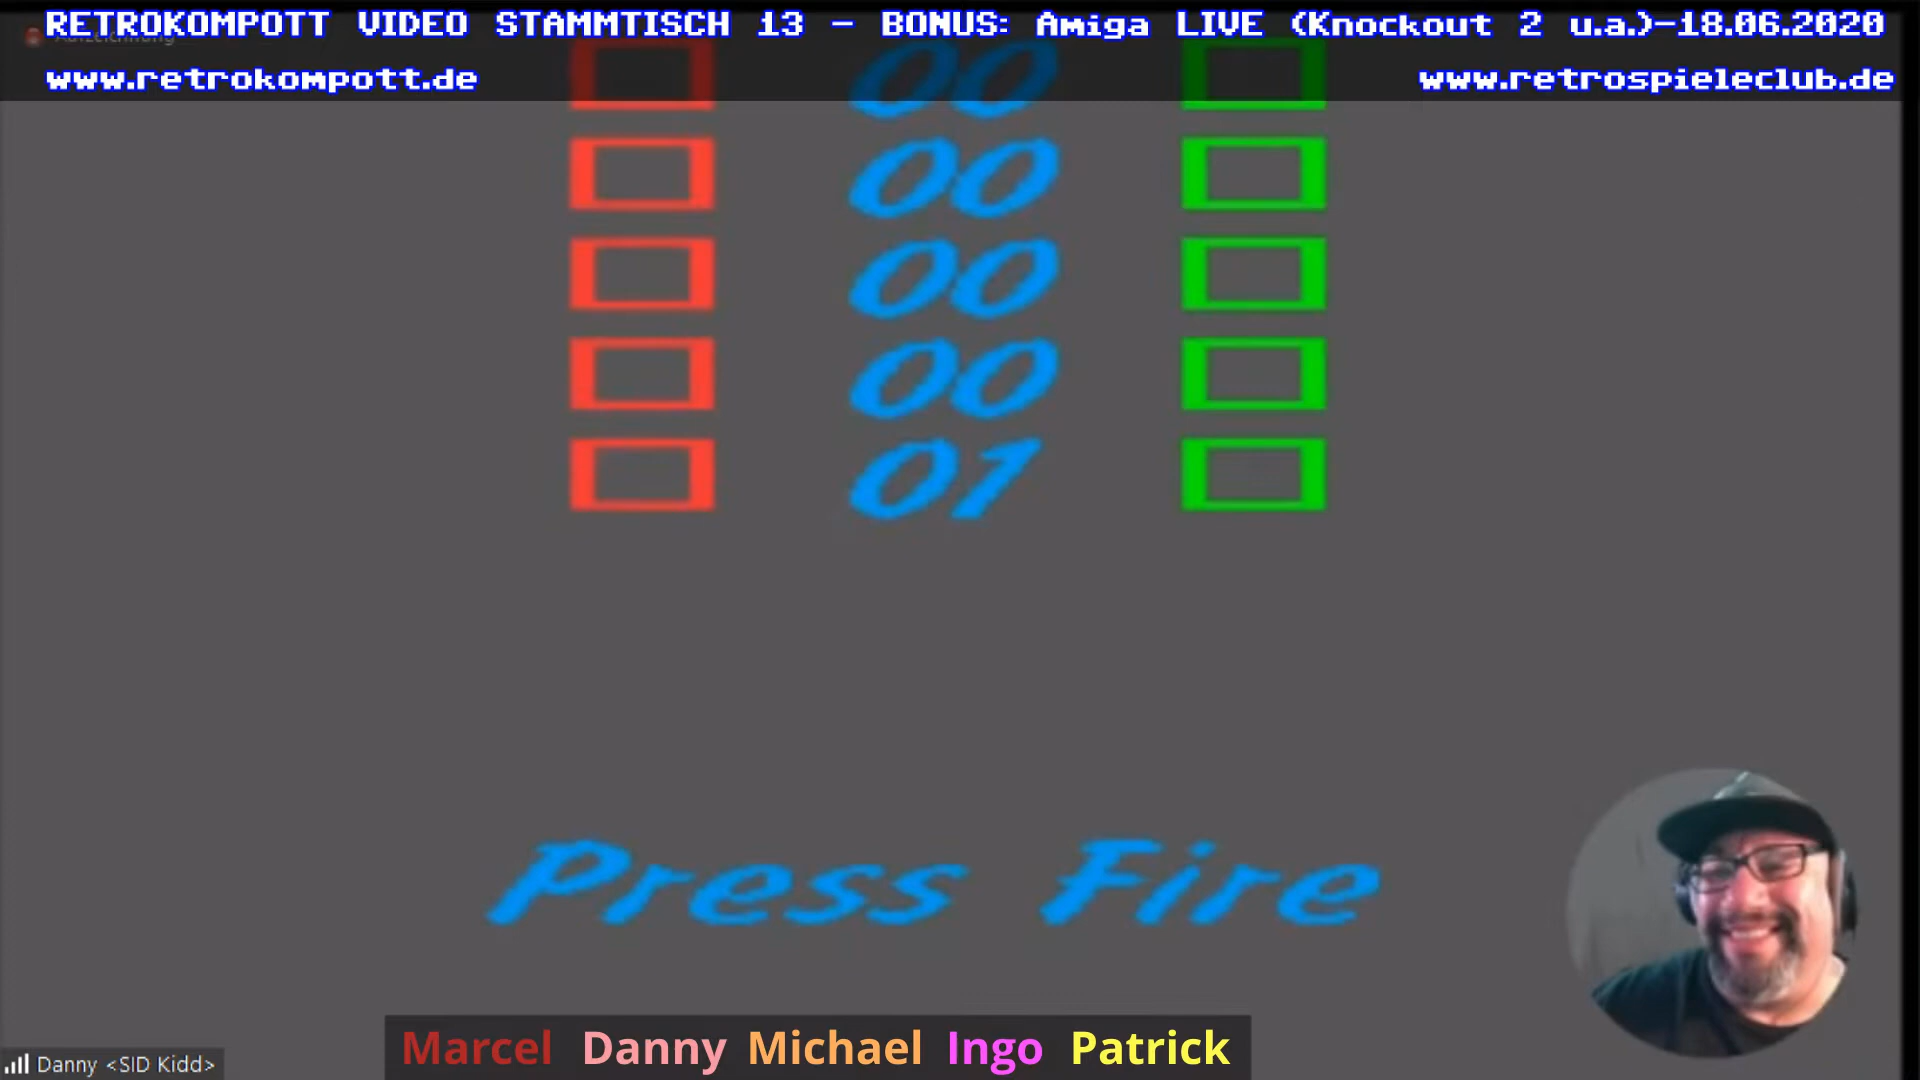 RETROKOMPOTT VIDEO STAMMTISCH 13 - BONUS: Amiga LIVE (Knockout 2 u.a.)-18.06.2020
Aufzeichnung
www.retrokompott.de www.retrospieleclub.de
00
00
00
00
01
Press Fire
Marcel Danny Michael Ingo Patrick
Danny <SID Kidd>